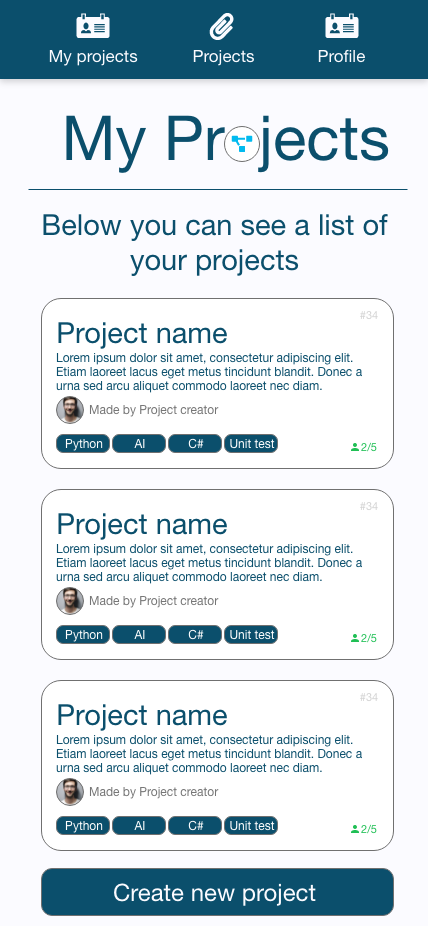 My projects
Projects
Profile
My Projects
Below you can see a list of
your projects
#34
Project name
Lorem ipsum dolor sit amet, consectetur adipiscing elit.
Etiam laoreet lacus eget metus tincidunt blandit. Donec a
urna sed arcu aliquet commodo laoreet nec diam.
Made by Project creator
Python
AI
C#
Unit test
2/5
#34
Project name
Lorem ipsum dolor sit amet, consectetur adipiscing elit.
Etiam laoreet lacus eget metus tincidunt blandit. Donec a
urna sed arcu aliquet commodo laoreet nec diam.
Made by Project creator
Python
AI
C#
Unit test
2/5
#34
Project name
Lorem ipsum dolor sit amet, consectetur adipiscing elit.
Etiam laoreet lacus eget metus tincidunt blandit. Donec a
urna sed arcu aliquet commodo laoreet nec diam.
Made by Project creator
Python
AI
C#
Unit test
2/5
Create new project